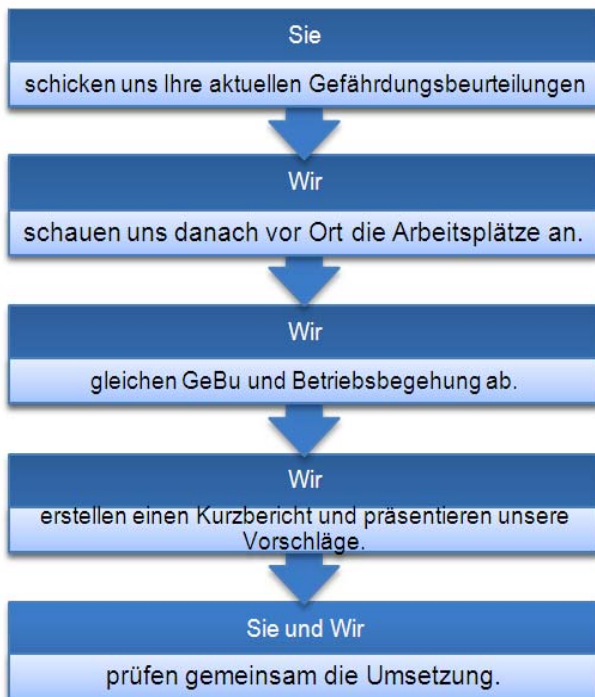 Sie
schicken uns Ihre aktuellen Gefährdungsbeurteilungen
Wir
schauen uns danach vor Ort die Arbeitsplätze an.
Wir
gleichen GeBu und Betriebsbegehung ab.
Wir
erstellen einen Kurzbericht und präsentieren unsere
Vorschläge.
Sie und Wir
prüfen gemeinsam die Umsetzung.